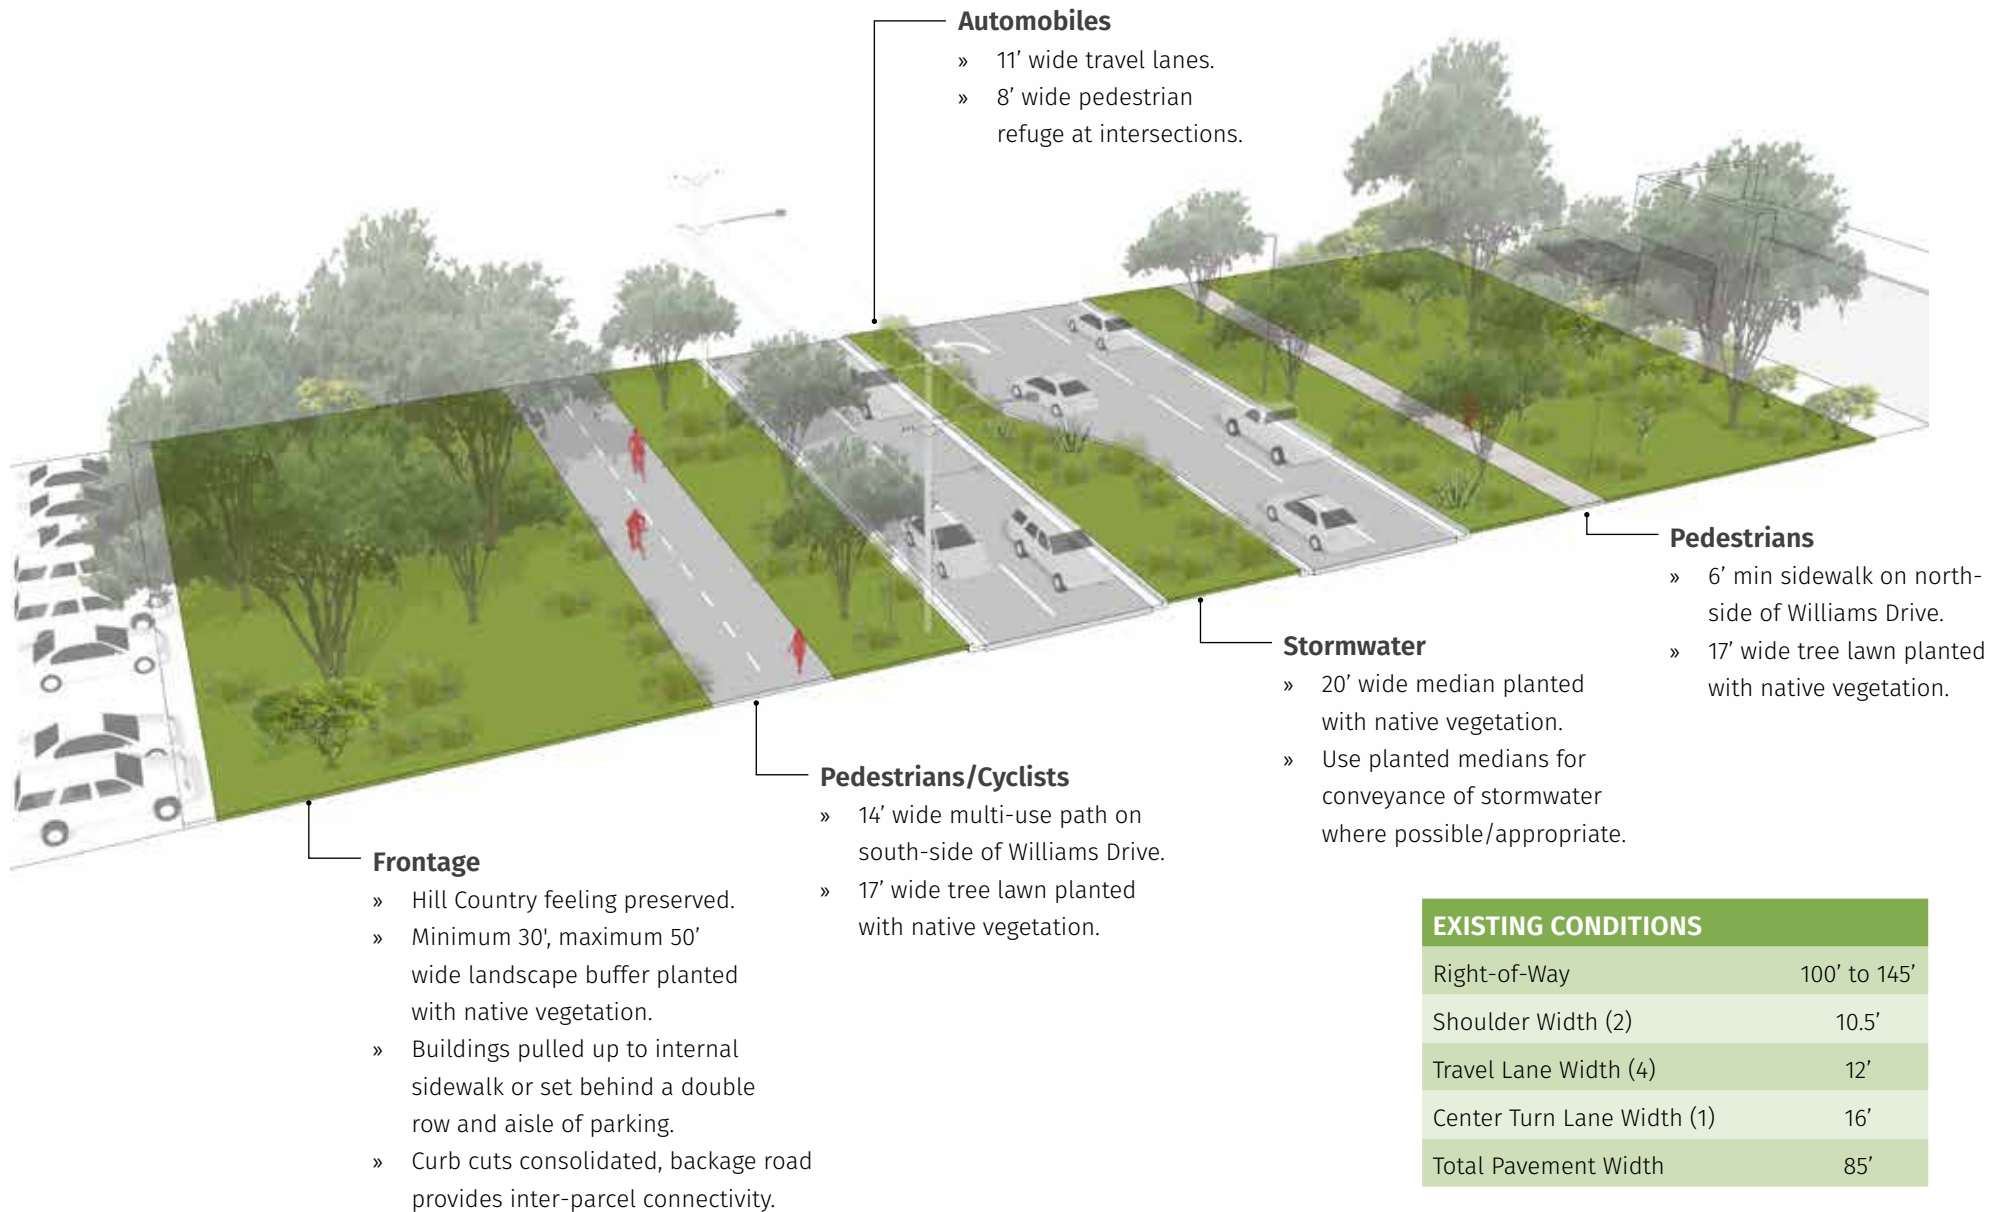 Automobiles
» 11’ wide travel lanes.
» 8’ wide pedestrian
refuge at intersections.
Pedestrians
» 6’ min sidewalk on north-
side of Williams Drive.
» 17’ wide tree lawn planted
with native vegetation.
Stormwater
» 20’ wide median planted
with native vegetation.
» Use planted medians for
conveyance of stormwater
where possible/appropriate.
Pedestrians/Cyclists
» 14’ wide multi-use path on
south-side of Williams Drive.
» 17’ wide tree lawn planted
with native vegetation.
Frontage
» Hill Country feeling preserved.
» Minimum 30', maximum 50’
wide landscape buffer planted
with native vegetation.
» Buildings pulled up to internal
sidewalk or set behind a double
row and aisle of parking.
» Curb cuts consolidated, backage road
provides inter-parcel connectivity.
EXISTING CONDITIONS
Right-of-Way 100’ to 145’
Shoulder Width (2) 10.5’
Travel Lane Width (4) 12’
Center Turn Lane Width (1) 16’
Total Pavement Width 85’